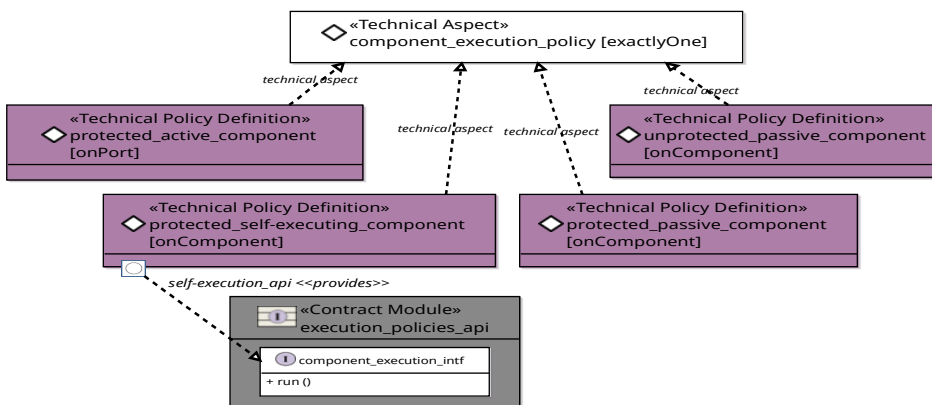 «Technical Aspect»
component_execution_policy [exactlyOne]
technical aspect
technical aspect
«Technical Policy Definition»
protected_active_component
[onPort]
«Technical Policy Definition»
unprotected_passive_component
[onComponent]
technical aspect
technical aspect
«Technical Policy Definition»
protected_self-executing_component
[onComponent]
«Technical Policy Definition»
protected_passive_component
[onComponent]
self-execution_api <<provides>>
«Contract Module»
I
execution_policies_api
I component_execution_intf
+ run ()